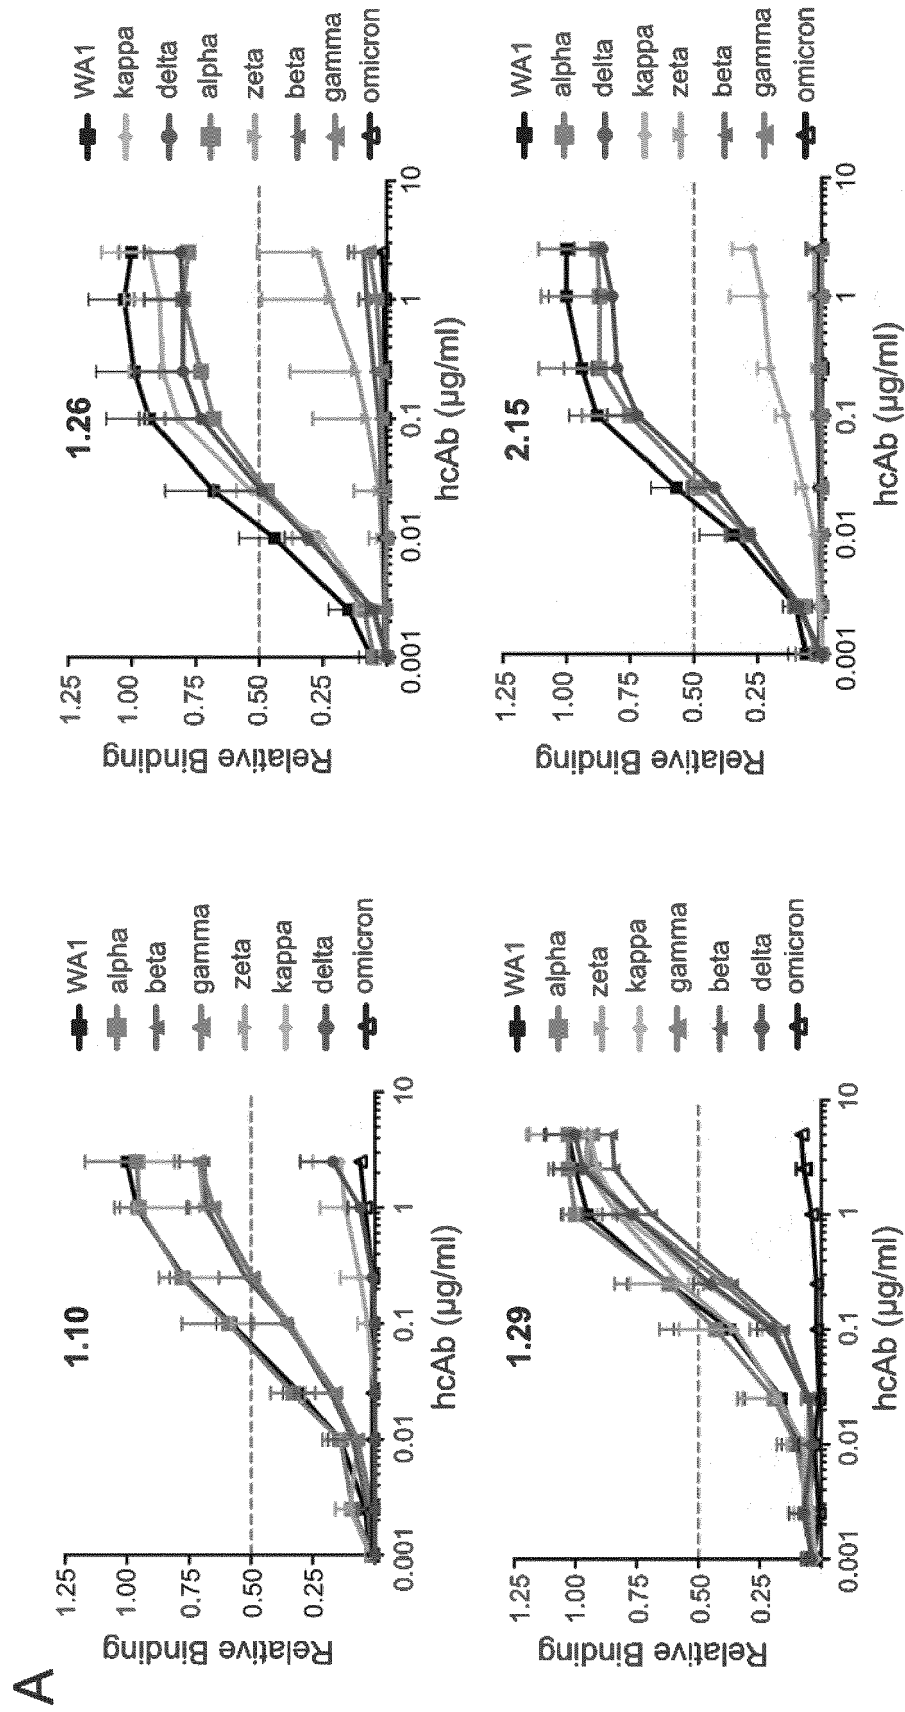 A
1.10
Relative Binding
1.25
1.00
0.75
0.50
0.25
0.001
0.01
0.1
1
10
hcAb (µg/ml)
WA1
alpha
beta
gamma
zeta
kappa
delta
omicron
1.26
Relative Binding
1.25
1.00
0.75
0.50
0.25
0.001
0.01
0.1
1
10
hcAb (µg/ml)
WA1
kappa
delta
alpha
zeta
beta
gamma
omicron
1.29
Relative Binding
1.25
1.00
0.75
0.50
0.25
0.001
0.01
0.1
1
10
hcAb (µg/ml)
WA1
alpha
zeta
kappa
gamma
beta
delta
omicron
2.15
Relative Binding
1.25
1.00
0.75
0.50
0.25
0.001
0.01
0.1
1
10
hcAb (µg/ml)
WA1
alpha
delta
kappa
zeta
beta
gamma
omicron